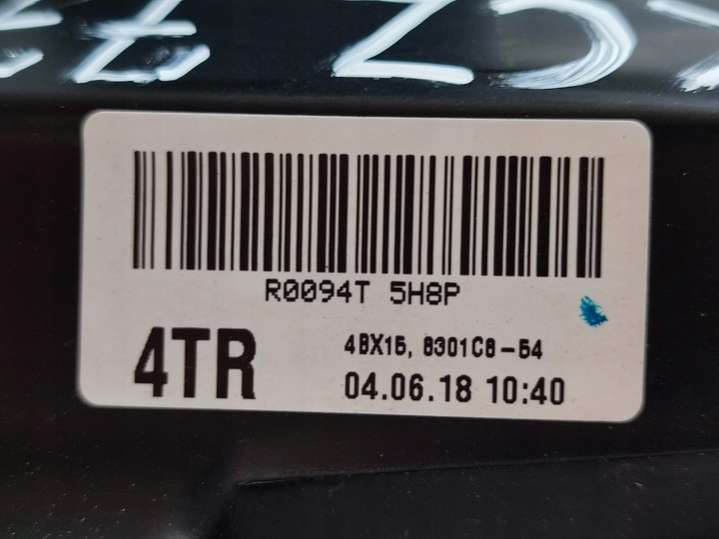 R0094T 5H8P
4TR
4BX15, 8301C8-54
04.06.18 10:40